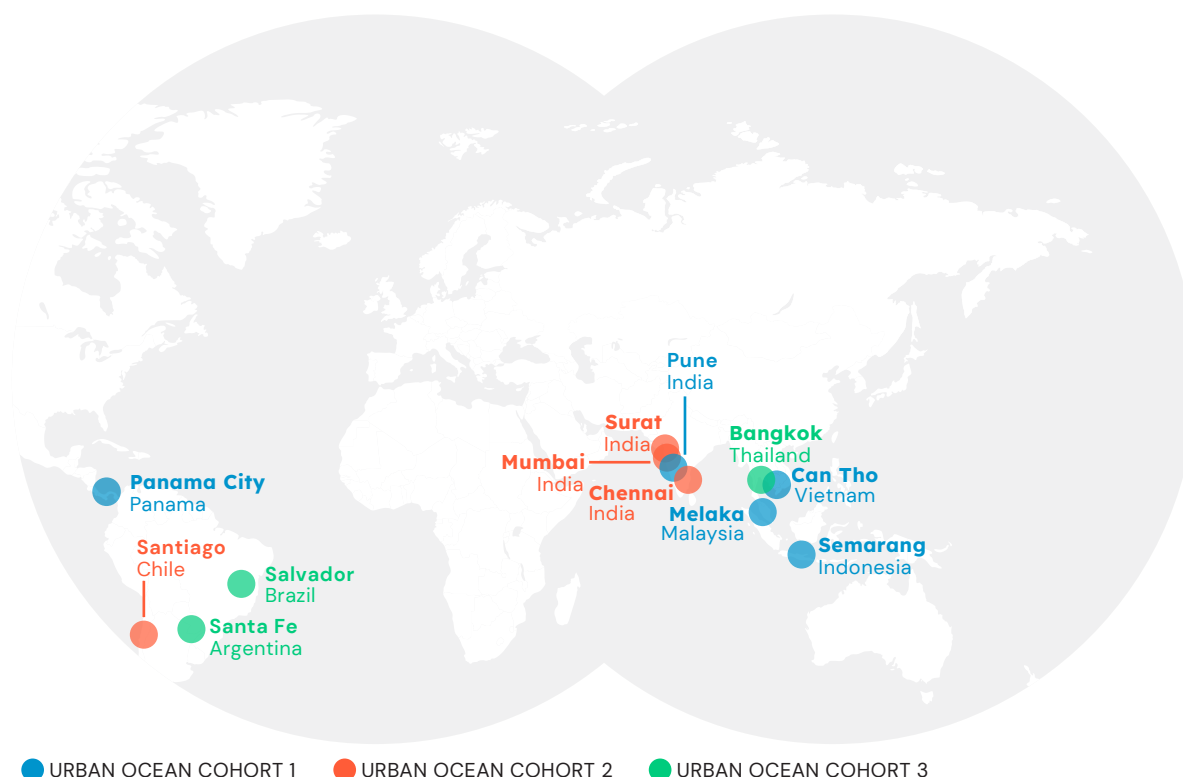 Pune
India
Surat
India
Mumbai
India
Chennai
India
Bangkok
Thailand
Can Tho
Vietnam
Melaka
Malaysia
Semarang
Indonesia
Panama City
Panama
Santiago
Chile
Salvador
Brazil
Santa Fe
Argentina
URBAN OCEAN COHORT 1
URBAN OCEAN COHORT 2
URBAN OCEAN COHORT 3